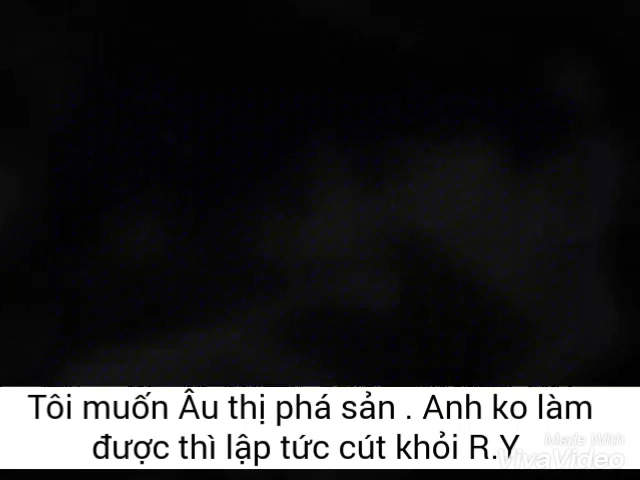 Tôi muốn Âu thị phá sản . Anh ko làm
được thì lập tức cút khỏi R.Y
Made With
VivaVideo